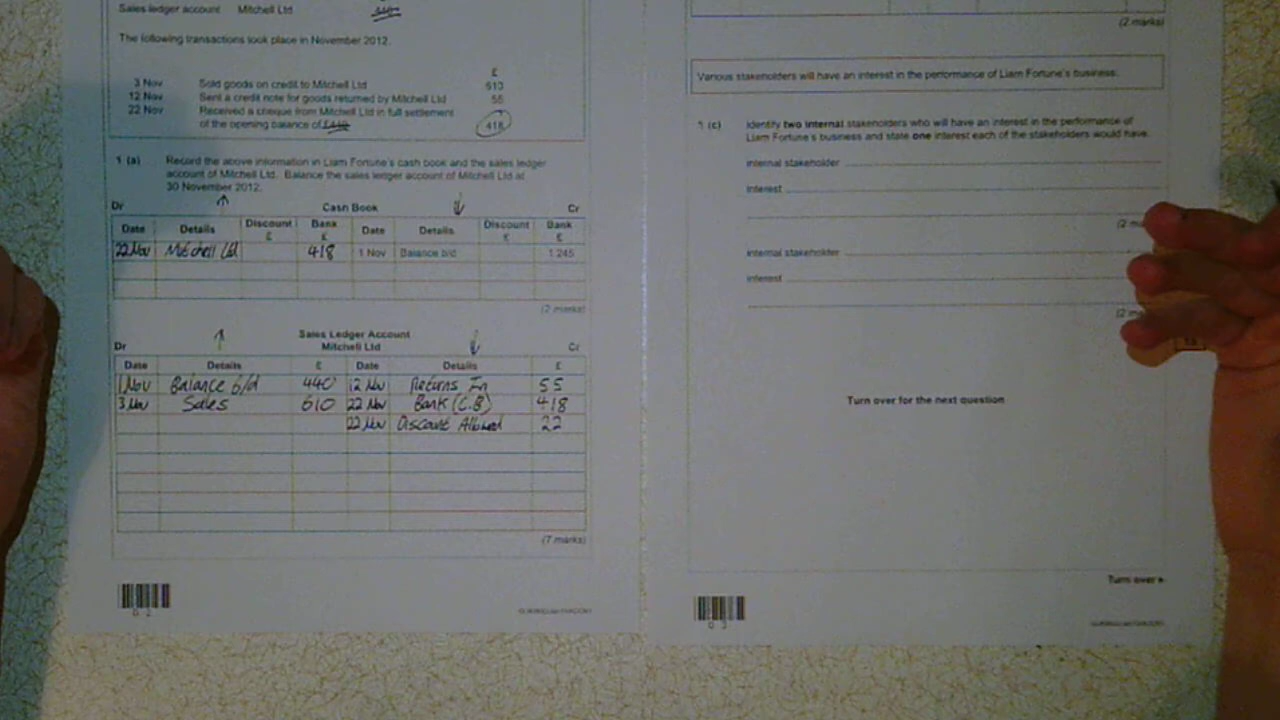 Sales ledger account Mitchell Ltd
The following transactions took place in November 2012.
£
3 Nov Sold goods on credit to Mitchell Ltd 610
12 Nov Sent a credit note for goods returned by Mitchell Ltd 55
22 Nov Received a cheque from Mitchell Ltd in full settlement
of the opening balance of 418
1 (a) Record the above information in Liam Fortune's cash book and the sales ledger
account of Mitchell Ltd. Balance the sales ledger account of Mitchell Ltd at
30 November 2012.
Dr Cash Book Cr
Date Details Discount £ Bank £ Date Details Discount £ Bank £
22 Nov Mitchell Ltd 418 1 Nov Balance b/d 1 245
(2 marks)
Sales Ledger Account
Dr Mitchell Ltd Cr
Date Details £ Date Details £
1 Nov Balance b/d 440 12 Nov Returns In 55
3 Nov Sales 610 22 Nov Bank (C.B) 418
22 Nov Discount Allowed 22
(7 marks)
0 2
(2 marks)
Various stakeholders will have an interest in the performance of Liam Fortune's business.
1 (c) Identify two internal stakeholders who will have an interest in the performance of
Liam Fortune's business and state one interest each of the stakeholders would have.
Internal stakeholder
Interest
(2 ma
Internal stakeholder
Interest
(2 ma
Turn over for the next question
Turn over
0 3